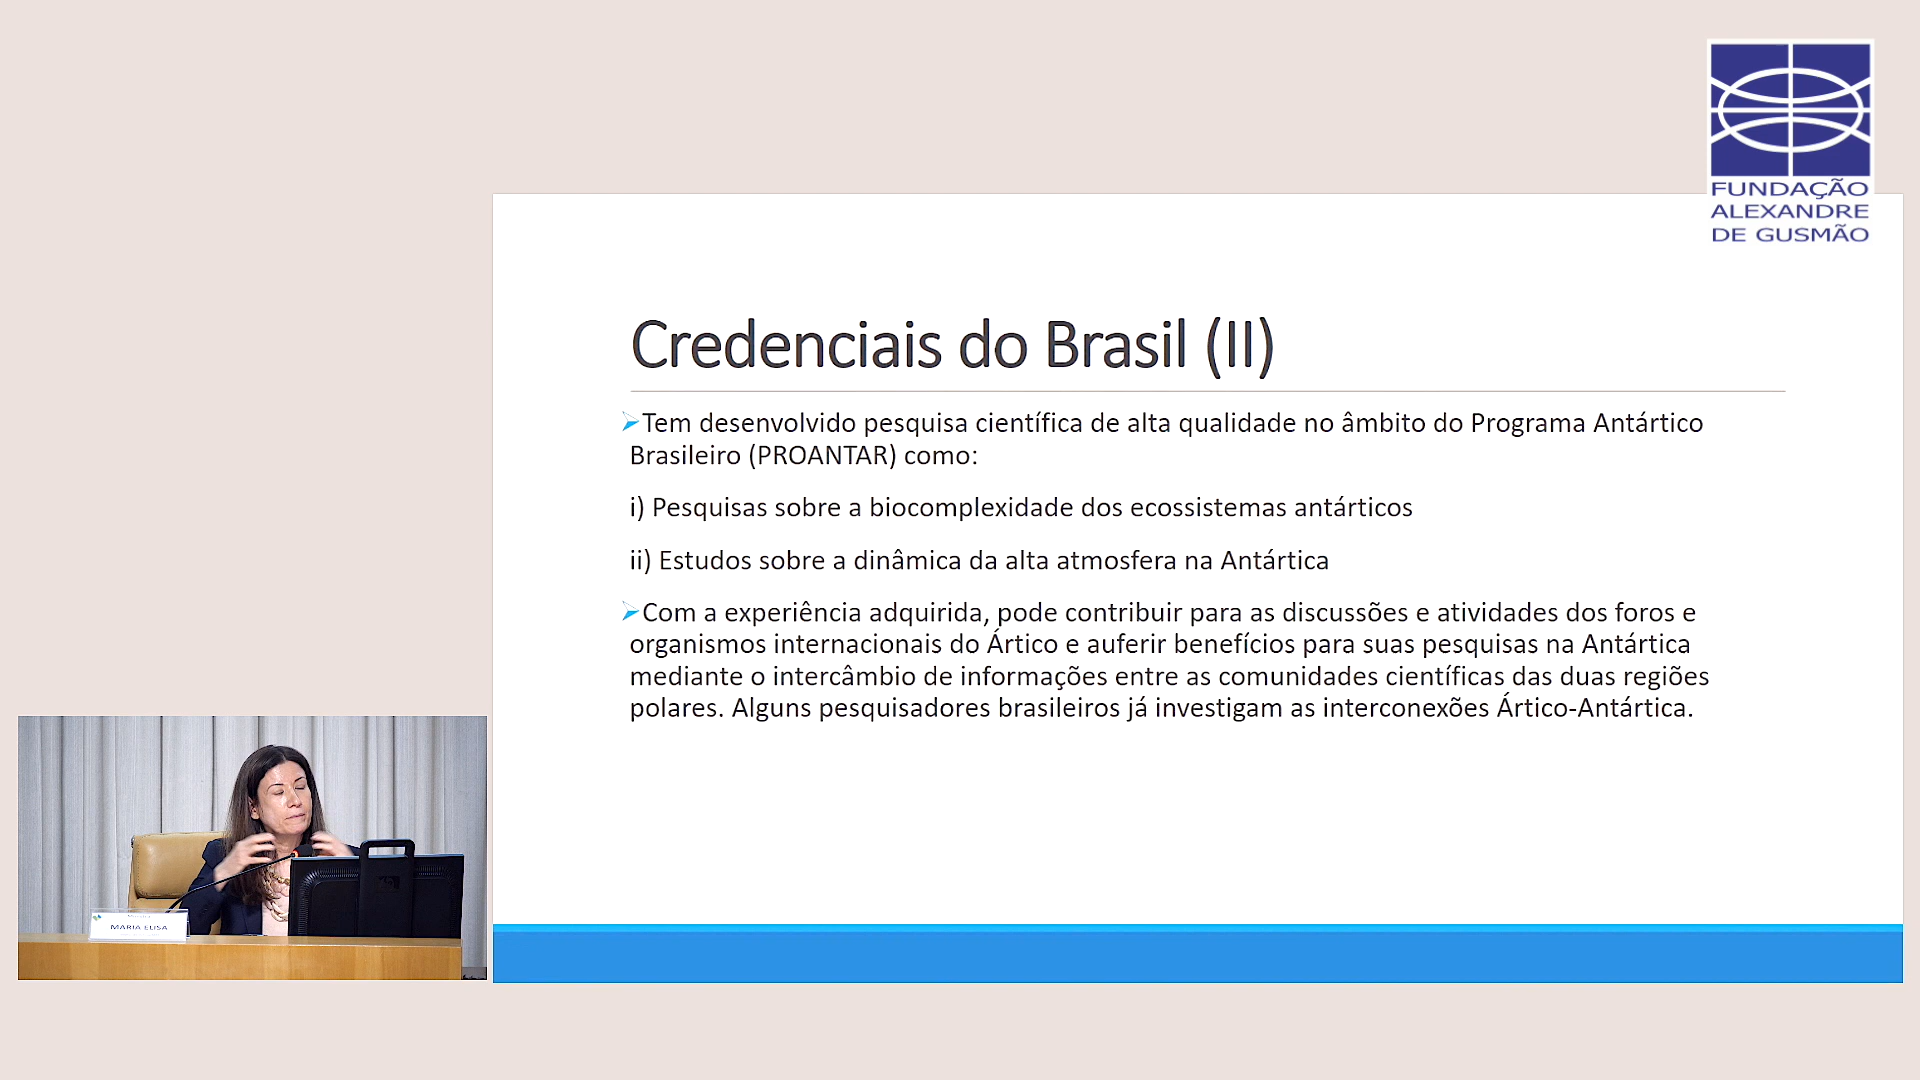 FUNDAÇÃO
ALEXANDRE
DE GUSMÃO
Credenciais do Brasil (II)
Tem desenvolvido pesquisa científica de alta qualidade no âmbito do Programa Antártico
Brasileiro (PROANTAR) como:
i) Pesquisas sobre a biocomplexidade dos ecossistemas antárticos
ii) Estudos sobre a dinâmica da alta atmosfera na Antártica
Com a experiência adquirida, pode contribuir para as discussões e atividades dos foros e
organismos internacionais do Ártico e auferir benefícios para suas pesquisas na Antártica
mediante o intercâmbio de informações entre as comunidades científicas das duas regiões
polares. Alguns pesquisadores brasileiros já investigam as interconexões Ártico-Antártica.
MARIA ELISA